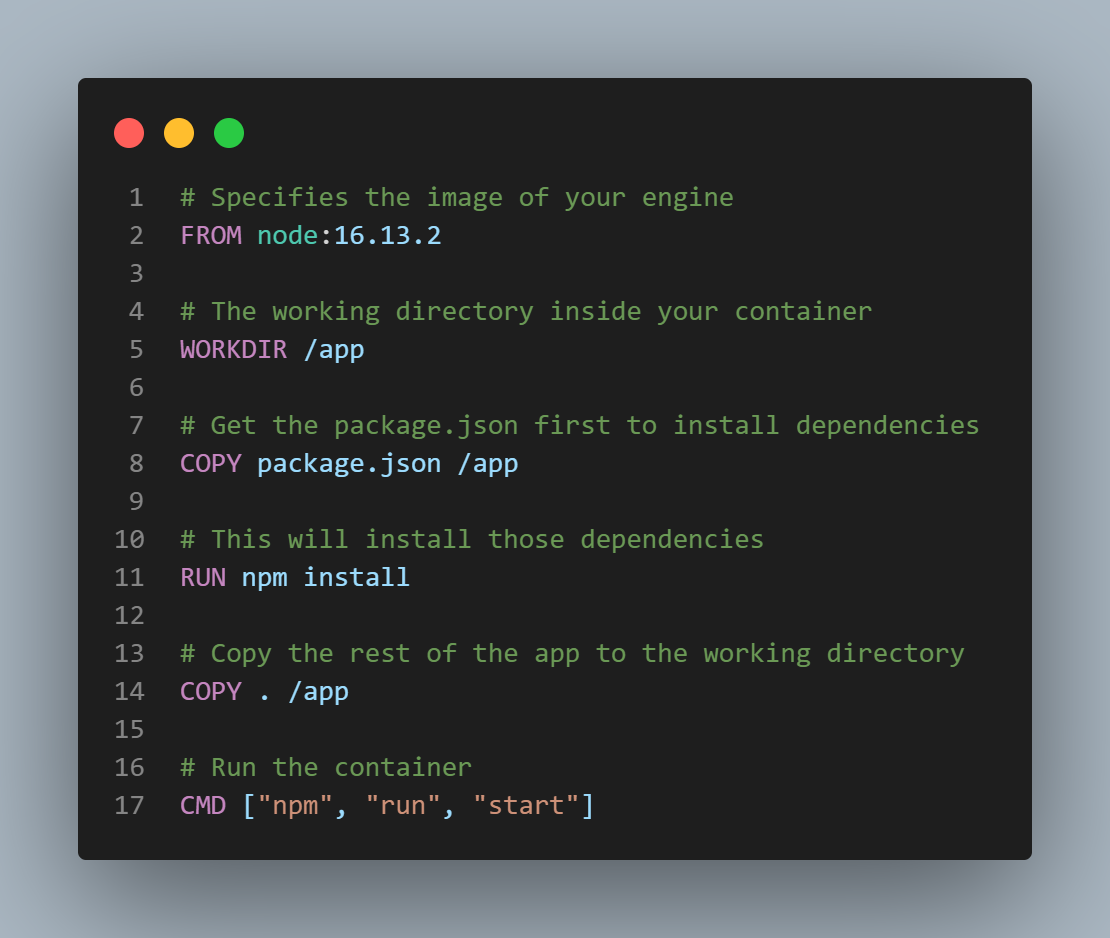 1 # Specifies the image of your engine
2 FROM node:16.13.2
3
4 # The working directory inside your container
5 WORKDIR /app
6
7 # Get the package.json first to install dependencies
8 COPY package.json /app
9
10 # This will install those dependencies
11 RUN npm install
12
13 # Copy the rest of the app to the working directory
14 COPY . /app
15
16 # Run the container
17 CMD ["npm", "run", "start"]